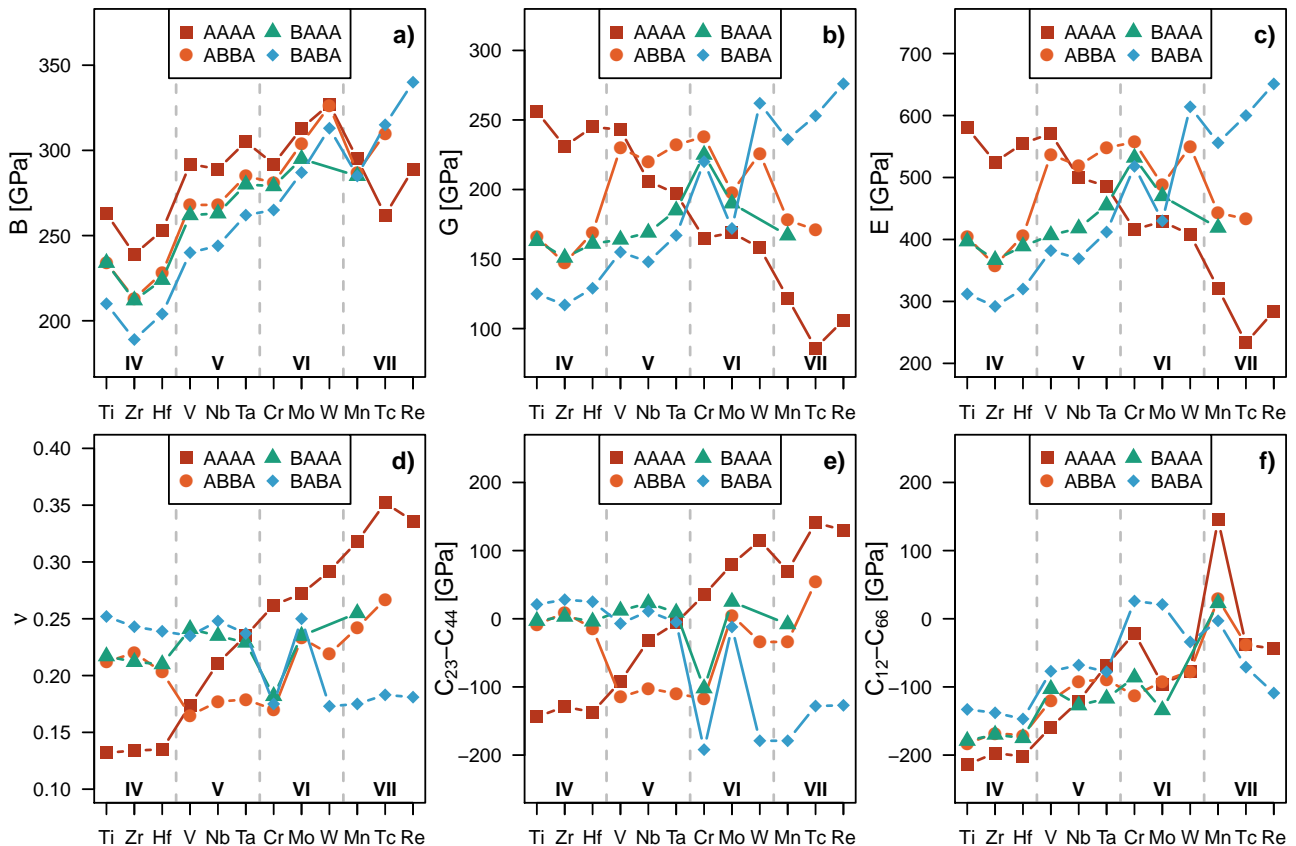 a)
AAAA BAAA
ABBA BABA
B [GPa]
350
300
250
200
IV V VI VII
Ti Zr Hf V Nb Ta Cr Mo W Mn Tc Re
b)
AAAA BAAA
ABBA BABA
G [GPa]
300
250
200
150
100
IV V VI VII
Ti Zr Hf V Nb Ta Cr Mo W Mn Tc Re
c)
AAAA BAAA
ABBA BABA
E [GPa]
700
600
500
400
300
200
IV V VI VII
Ti Zr Hf V Nb Ta Cr Mo W Mn Tc Re
d)
AAAA BAAA
ABBA BABA
ν
0.40
0.35
0.30
0.25
0.20
0.15
0.10
IV V VI VII
Ti Zr Hf V Nb Ta Cr Mo W Mn Tc Re
e)
AAAA BAAA
ABBA BABA
C₂₃−C₄₄ [GPa]
200
100
0
−100
−200
IV V VI VII
Ti Zr Hf V Nb Ta Cr Mo W Mn Tc Re
f)
AAAA BAAA
ABBA BABA
C₁₂−C₆₆ [GPa]
200
100
0
−100
−200
IV V VI VII
Ti Zr Hf V Nb Ta Cr Mo W Mn Tc Re